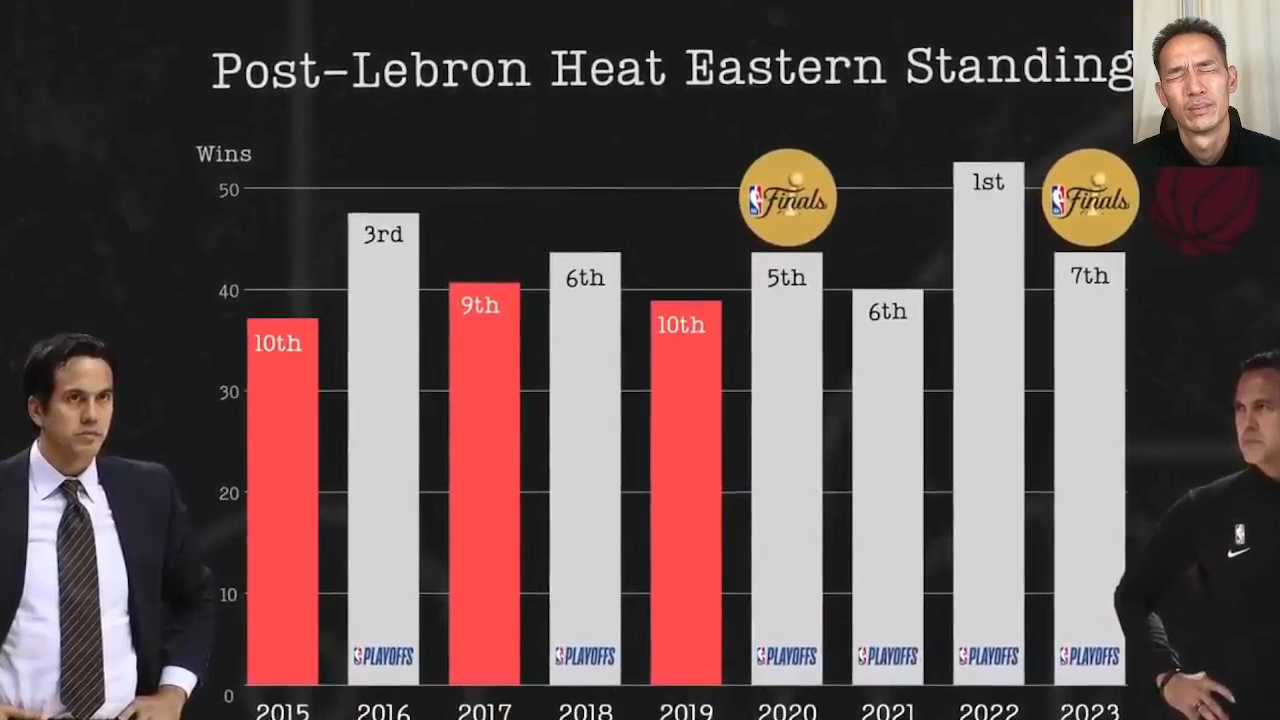 Post-Lebron Heat Eastern Standing
Wins
50
40
30
20
10
0
10th
3rd
9th
6th
10th
5th
6th
1st
7th
Finals
Finals
PLAYOFFS
PLAYOFFS
PLAYOFFS
PLAYOFFS
PLAYOFFS
PLAYOFFS
2015 2016 2017 2018 2019 2020 2021 2022 2023